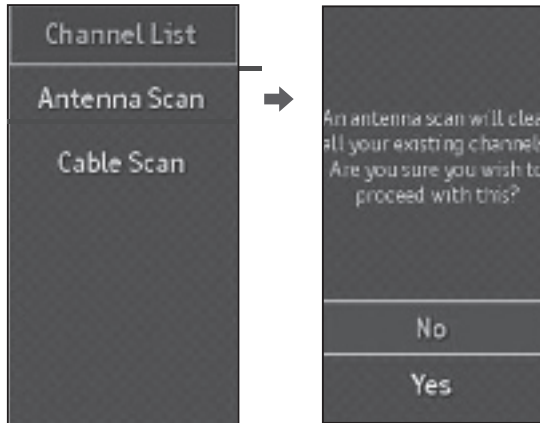 Channel List
Antenna Scan
Cable Scan
An antenna scan will clea
all your existing channels
Are you sure you wish to
proceed with this?
No
Yes